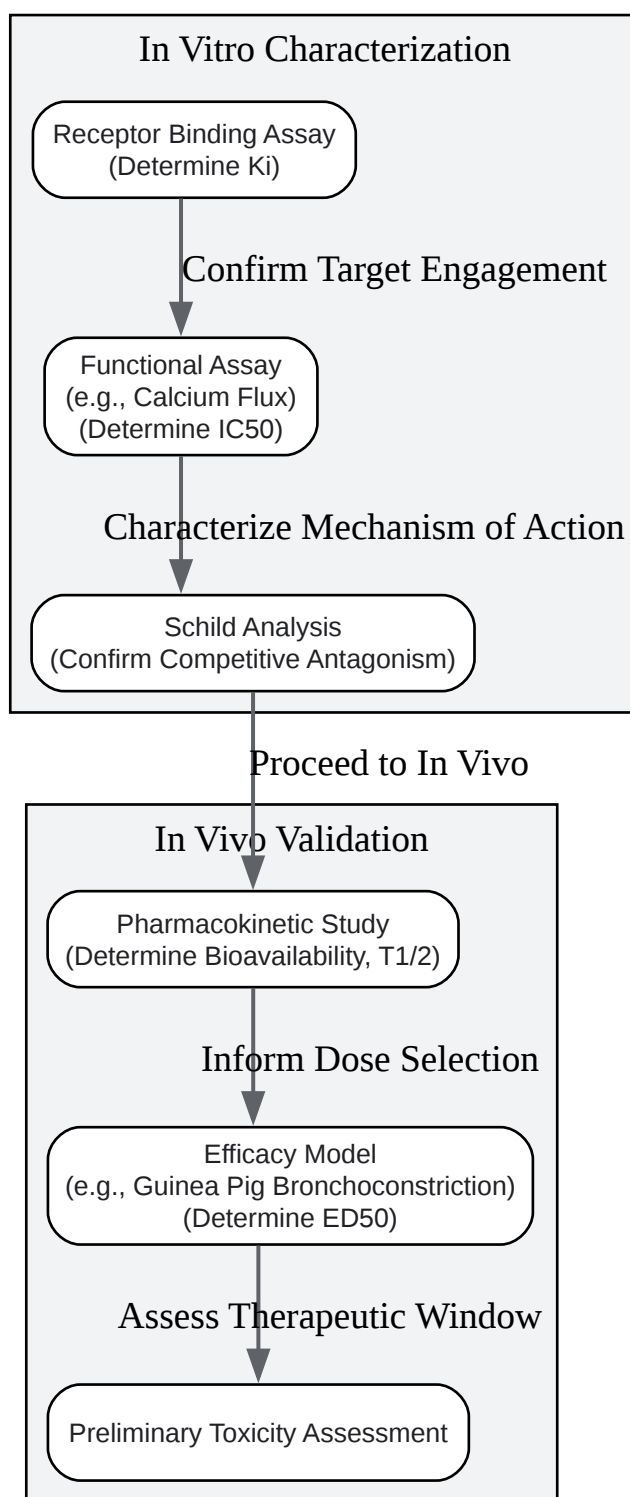 In Vitro Characterization
Receptor Binding Assay
(Determine Ki)
Confirm Target Engagement
Functional Assay
(e.g., Calcium Flux)
(Determine IC50)
Characterize Mechanism of Action
Schild Analysis
(Confirm Competitive Antagonism)
Proceed to In Vivo
In Vivo Validation
Pharmacokinetic Study
(Determine Bioavailability, T1/2)
Inform Dose Selection
Efficacy Model
(e.g., Guinea Pig Bronchoconstriction)
(Determine ED50)
Assess Therapeutic Window
Preliminary Toxicity Assessment